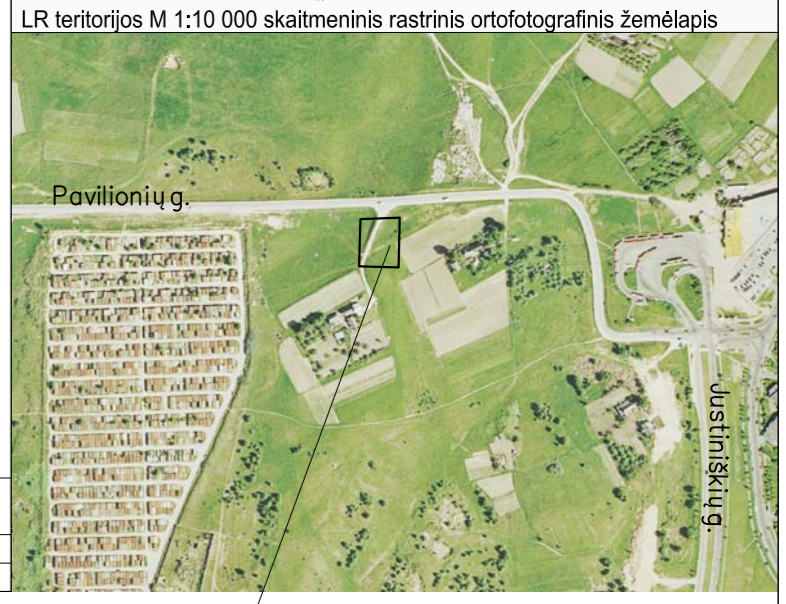 LR teritorijos M 1:10 000 skaitmeninis rastrinis ortofotografinis žemėlapis
Pavilionių g.
Justiniškių g.